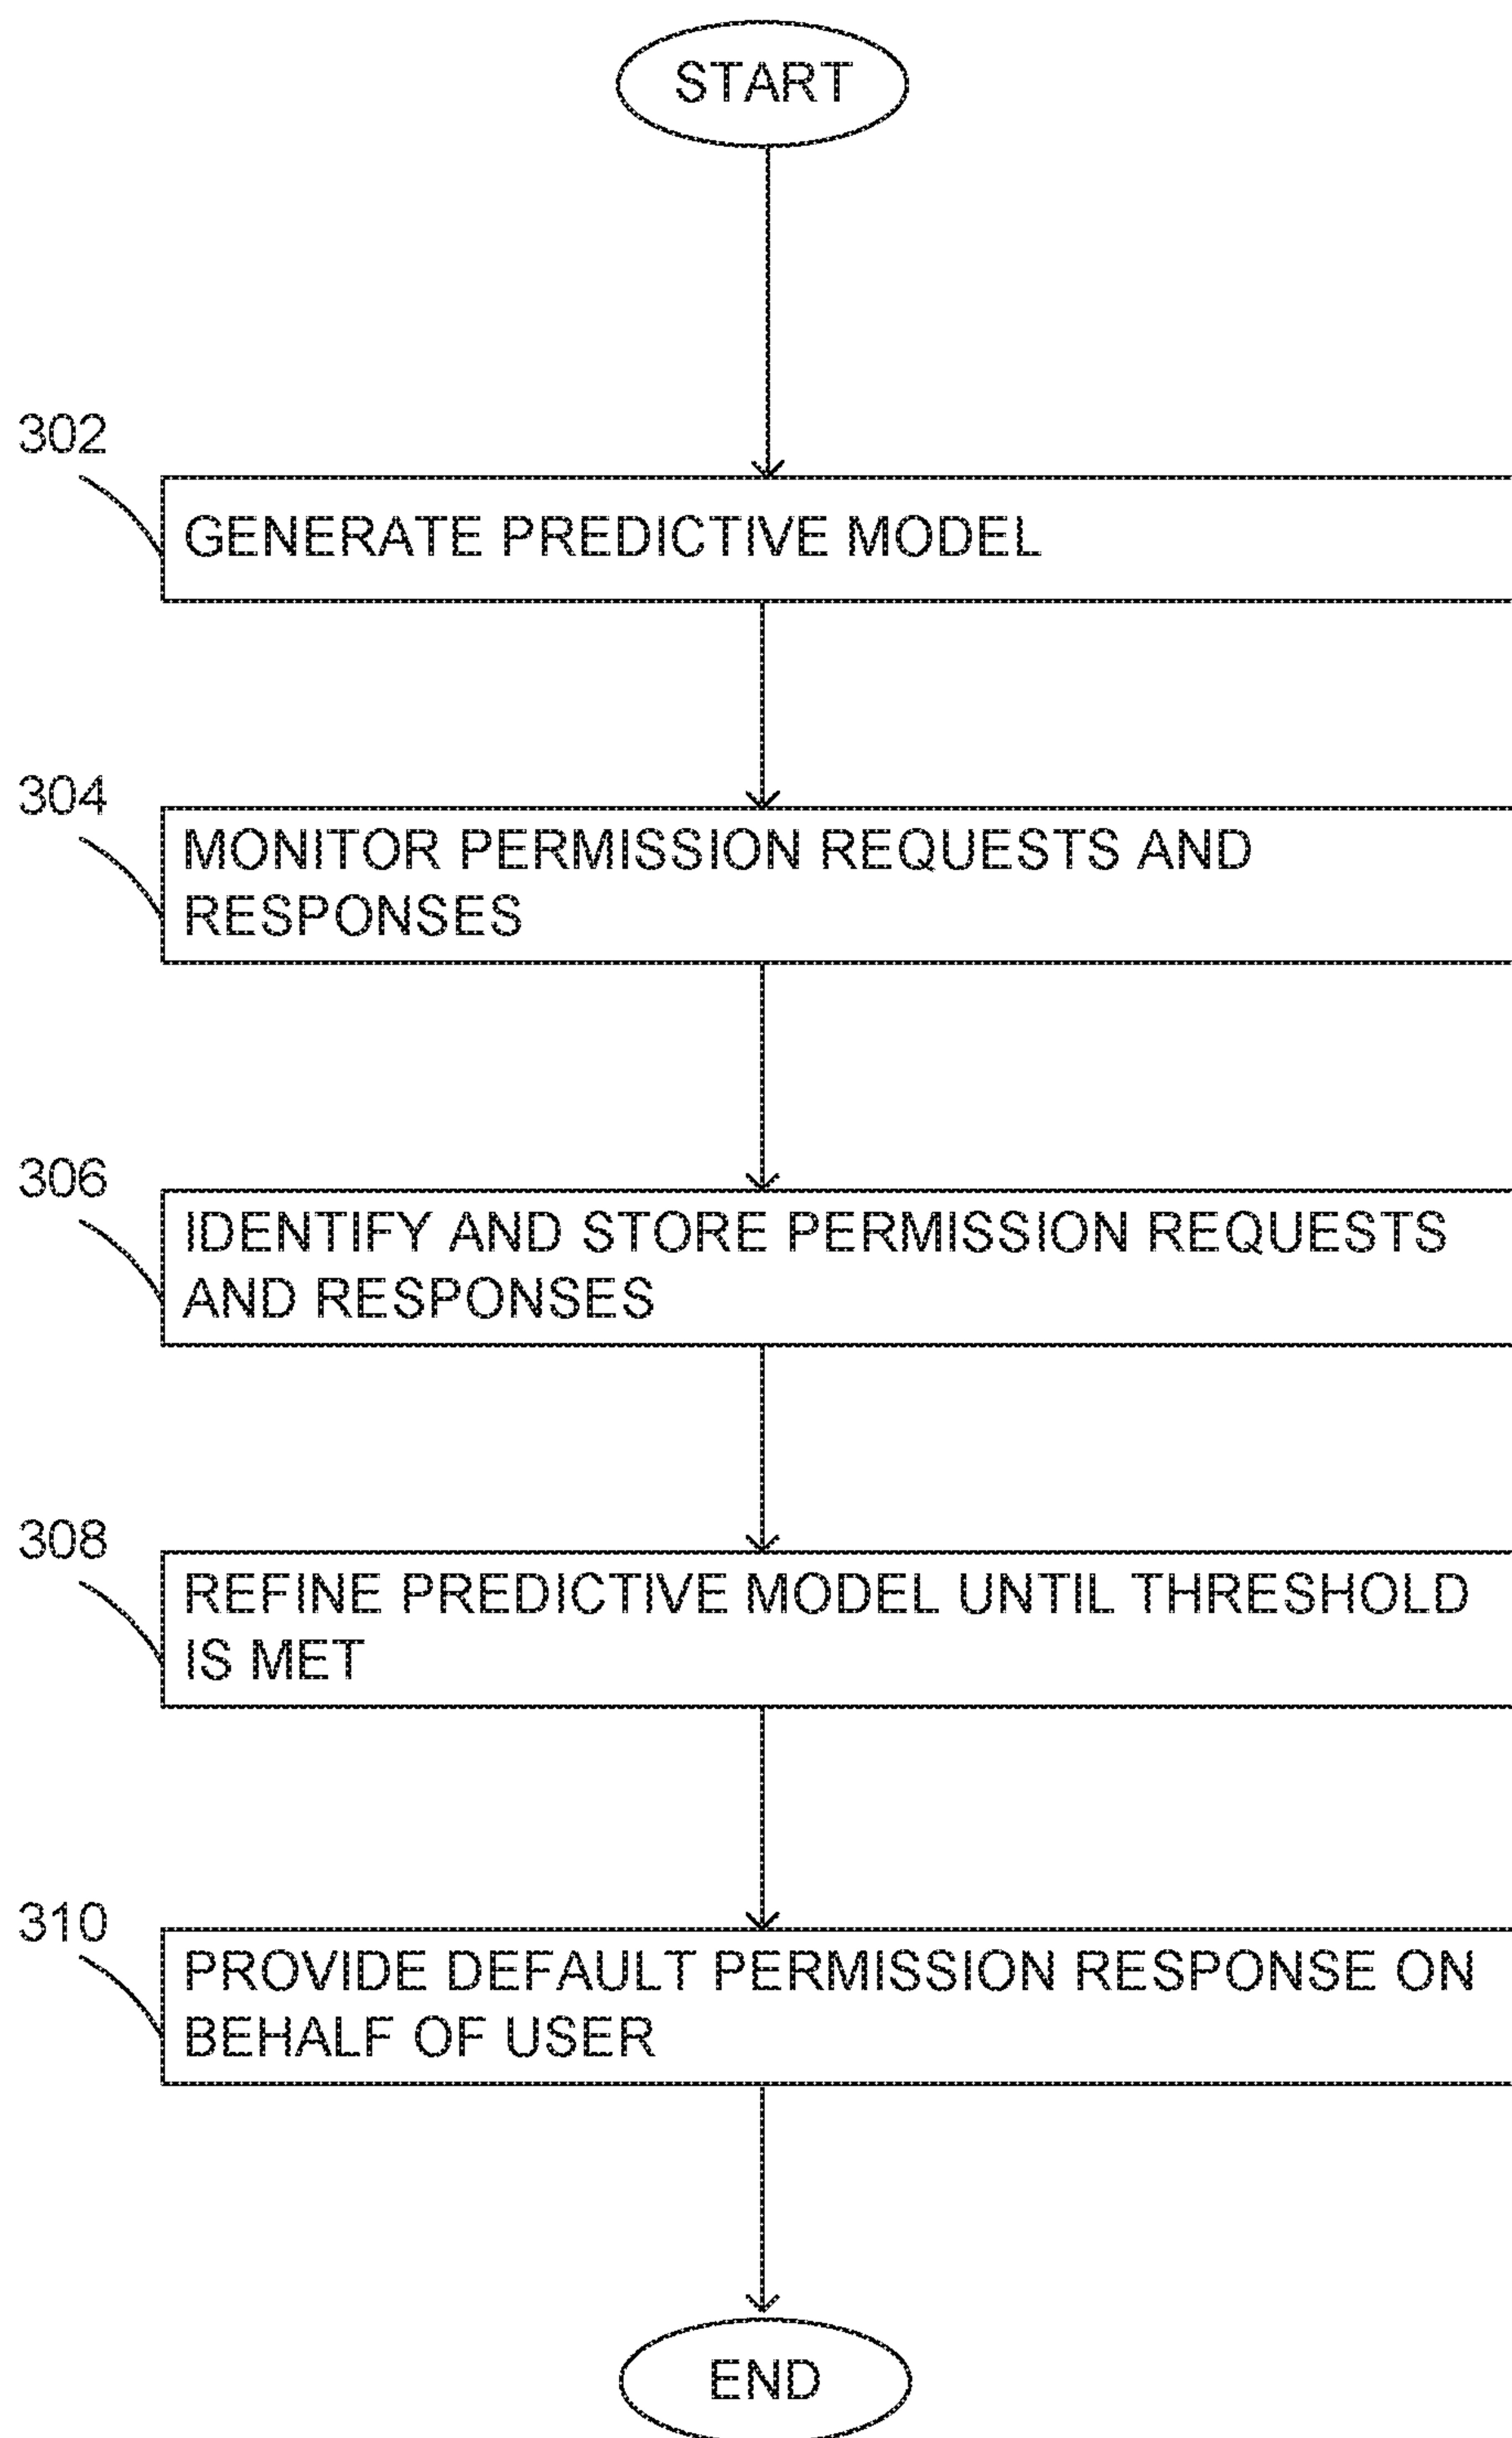 START
302
GENERATE PREDICTIVE MODEL
304
MONITOR PERMISSION REQUESTS AND
RESPONSES
306
IDENTIFY AND STORE PERMISSION REQUESTS
AND RESPONSES
308
REFINE PREDICTIVE MODEL UNTIL THRESHOLD
IS MET
310
PROVIDE DEFAULT PERMISSION RESPONSE ON
BEHALF OF USER
END